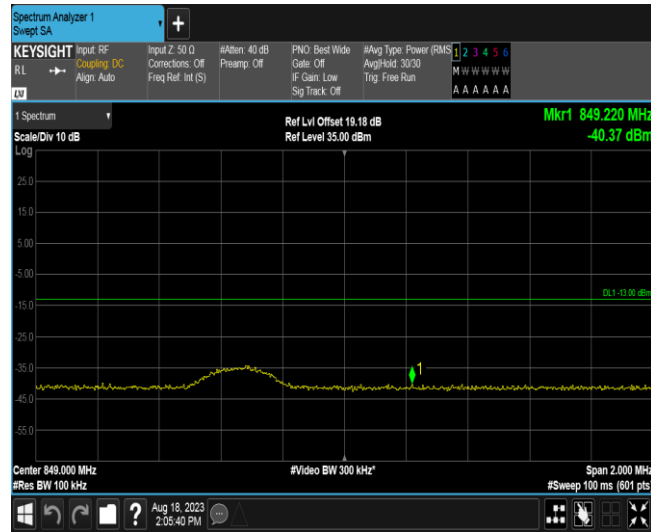 Spectrum Analyzer 1
Swept SA
KEYSIGHT
RL
LXI
Input: RF
Coupling: DC
Align: Auto
Input Z: 50 Ω
Corrections: Off
Freq Ref: Int (S)
#Atten: 40 dB
Preamp: Off
PNO: Best Wide
Gate: Off
IF Gain: Low
Sig Track: Off
#Avg Type: Power (RMS
Avg|Hold: 30/30
Trig: Free Run
1 2 3 4 5 6
M W W W W W
A A A A A A
1 Spectrum
Scale/Div 10 dB
Ref Lvl Offset 19.18 dB
Ref Level 35.00 dBm
Mkr1 849.220 MHz
-40.37 dBm
Log
25.0
15.0
5.00
-5.00
DL1 -13.00 dBm
-15.0
-25.0
-35.0
1
-45.0
-55.0
Center 849.000 MHz
#Res BW 100 kHz
#Video BW 300 kHz*
Span 2.000 MHz
#Sweep 100 ms (601 pts)
?
Aug 18, 2023
2:05:40 PM